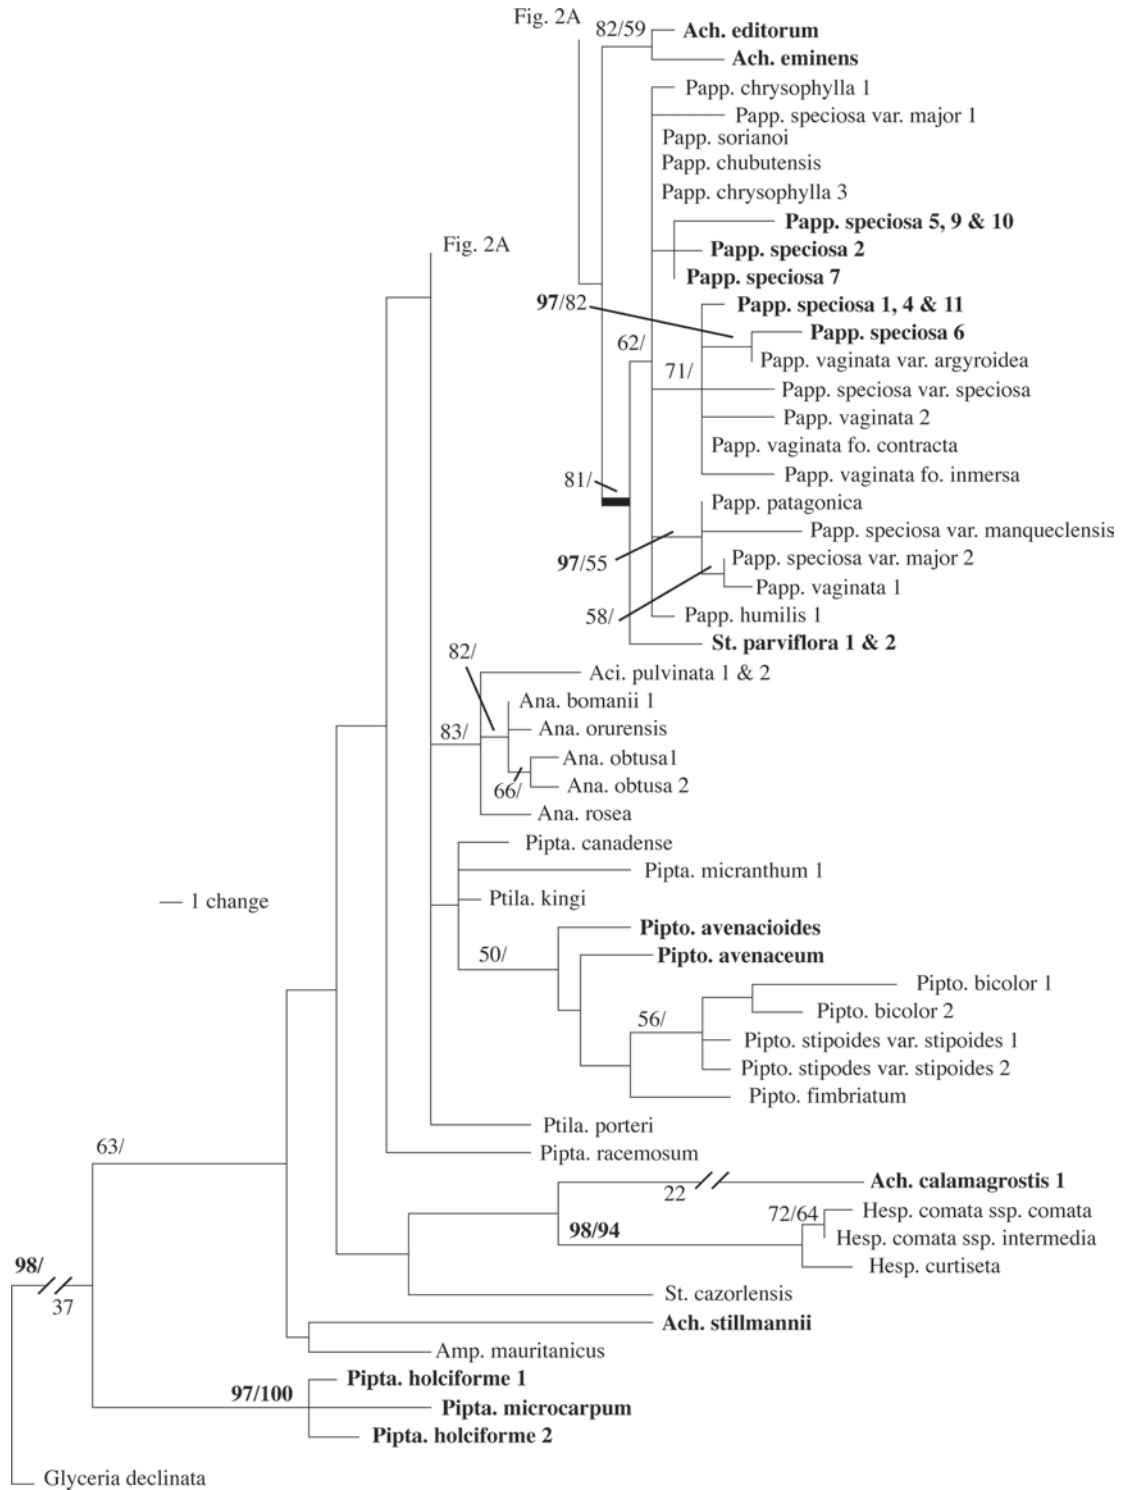 Fig. 2A
82/59
Ach. editorum
Ach. eminens
Papp. chrysophylla 1
Papp. speciosa var. major 1
Papp. sorianoi
Papp. chubutensis
Papp. chrysophylla 3
Papp. speciosa 5, 9 & 10
Fig. 2A
Papp. speciosa 2
Papp. speciosa 7
97/82
Papp. speciosa 1, 4 & 11
Papp. speciosa 6
62/
Papp. vaginata var. argyroidea
71/
Papp. speciosa var. speciosa
Papp. vaginata 2
Papp. vaginata fo. contracta
Papp. vaginata fo. inmersa
81/
Papp. patagonica
Papp. speciosa var. manqueclensis
97/55
Papp. speciosa var. major 2
Papp. vaginata 1
58/
Papp. humilis 1
St. parviflora 1 & 2
82/
Aci. pulvinata 1 & 2
Ana. bomanii 1
83/
Ana. orurensis
Ana. obtusa1
66/
Ana. obtusa 2
Ana. rosea
Pipta. canadense
Pipta. micranthum 1
1 change
Ptila. kingi
Pipto. avenacioides
50/
Pipto. avenaceum
Pipto. bicolor 1
56/
Pipto. bicolor 2
Pipto. stipoides var. stipoides 1
Pipto. stipodes var. stipoides 2
Pipto. fimbriatum
Ptila. porteri
63/
Pipta. racemosum
22
Ach. calamagrostis 1
72/64
Hesp. comata ssp. comata
98/94
Hesp. comata ssp. intermedia
98/
Hesp. curtiseta
37
St. cazorlensis
Ach. stillmannii
Amp. mauritanicus
97/100
Pipta. holciforme 1
Pipta. microcarpum
Pipta. holciforme 2
Glyceria declinata